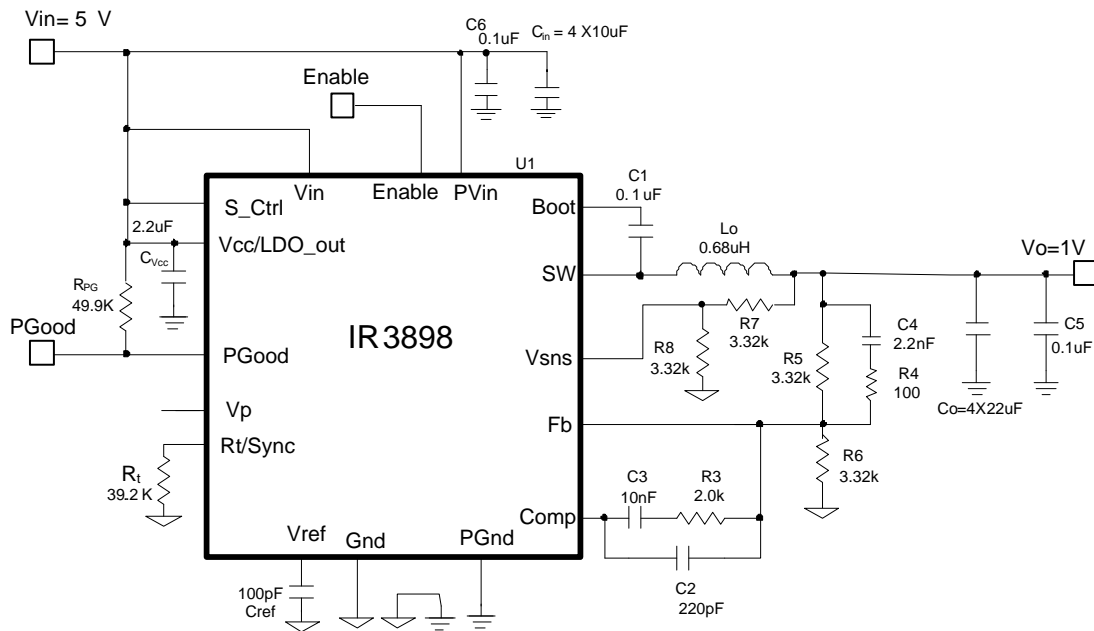 Vin= 5 V
C6
0.1uF
Cin = 4 X10uF
Enable
U1
Vin
Enable
PVin
C1
0.1uF
S_Ctrl
Boot
2.2uF
Vcc/LDO_out
CVcc
Lo
0.68uH
Vo=1V
SW
RPG
49.9K
PGood
IR3898
R7
3.32k
C4
2.2nF
C5
0.1uF
PGood
Vsns
R8
3.32k
R5
3.32k
R4
100
Co=4X22uF
Vp
Fb
Rt/Sync
Rt
39.2 K
R6
3.32k
C3
10nF
R3
2.0k
Comp
Vref
Gnd
PGnd
100pF
Cref
C2
220pF